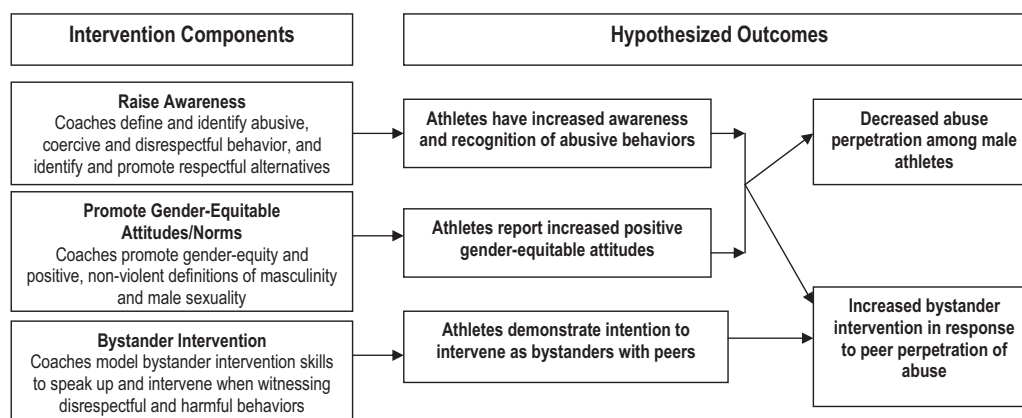 Intervention Components
Hypothesized Outcomes
Raise Awareness
Coaches define and identify abusive,
coercive and disrespectful behavior, and
identify and promote respectful alternatives
Athletes have increased awareness
and recognition of abusive behaviors
Decreased abuse
perpetration among male
athletes
Promote Gender-Equitable
Attitudes/Norms
Coaches promote gender-equity and
positive, non-violent definitions of masculinity
and male sexuality
Athletes report increased positive
gender-equitable attitudes
Bystander Intervention
Coaches model bystander intervention skills
to speak up and intervene when witnessing
disrespectful and harmful behaviors
Athletes demonstrate intention to
intervene as bystanders with peers
Increased bystander
intervention in response
to peer perpetration of
abuse